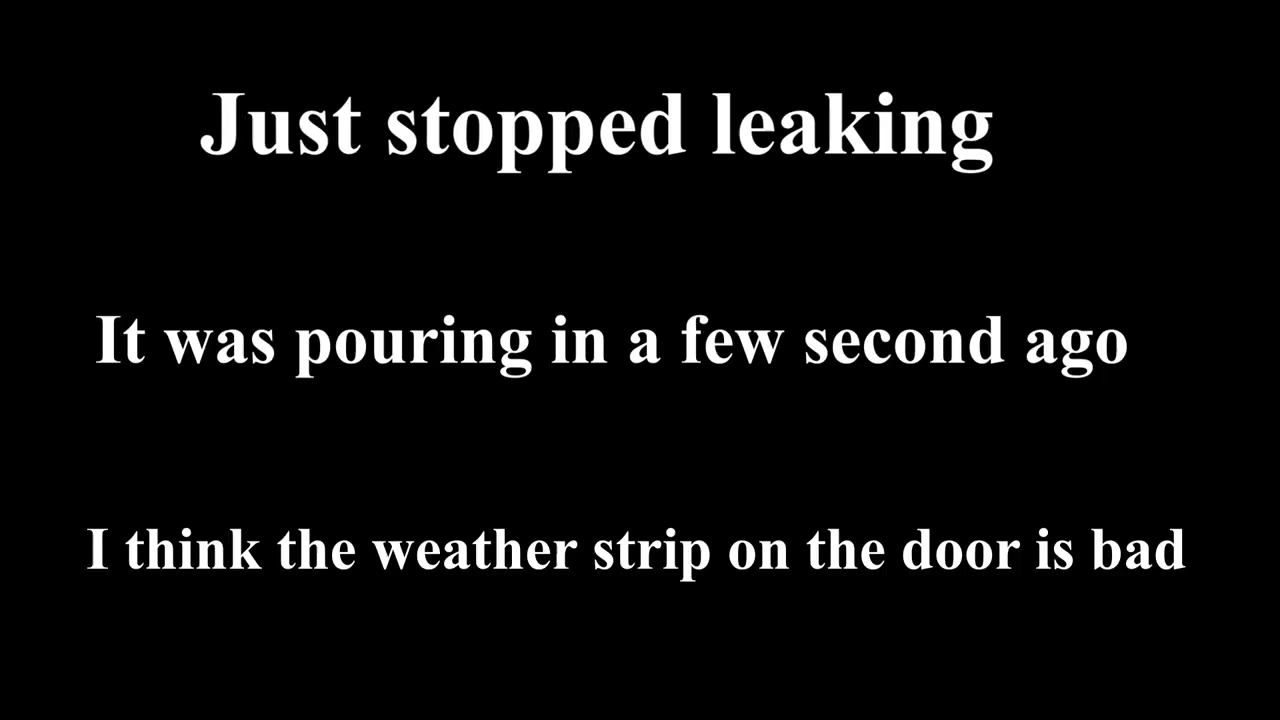 Just stopped leaking
It was pouring in a few second ago
I think the weather strip on the door is bad